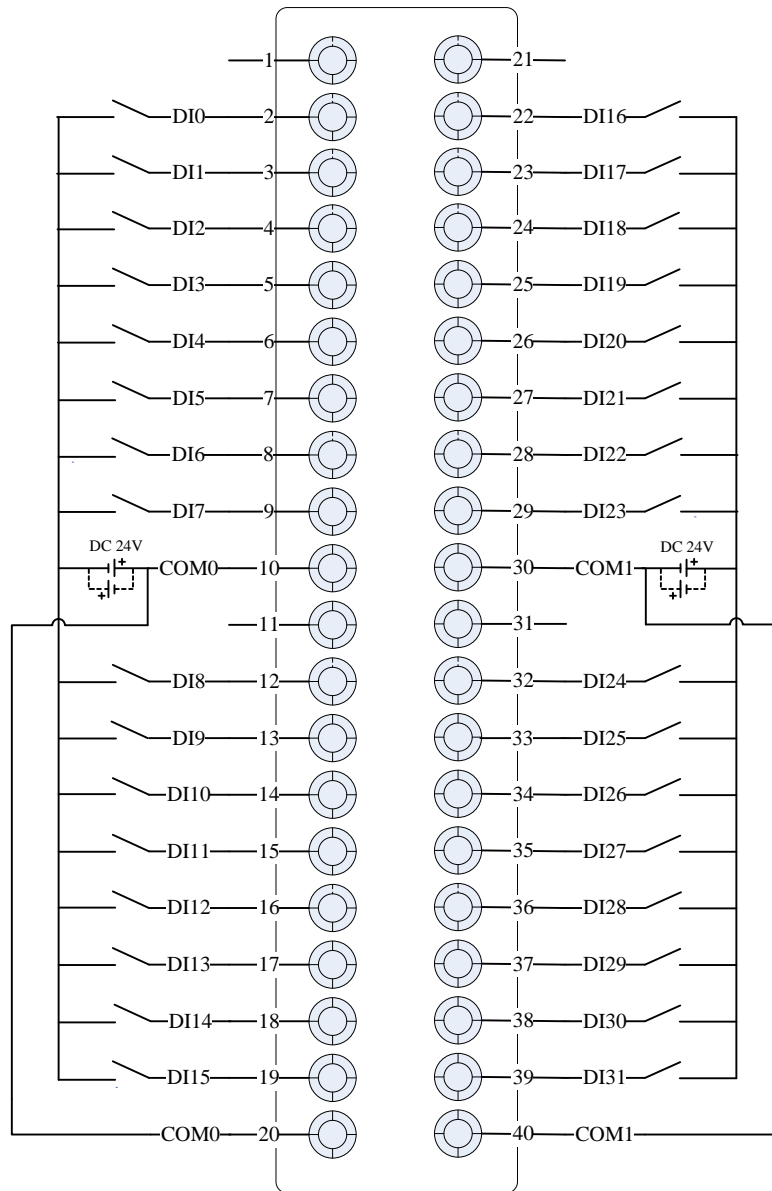 1 21
DI0 2 22 DI16
DI1 3 23 DI17
DI2 4 24 DI18
DI3 5 25 DI19
DI4 6 26 DI20
DI5 7 27 DI21
DI6 8 28 DI22
DI7 9 29 DI23
DC 24V DC 24V
+ +
COM0 10 30 COM1
+ +
11 31
DI8 12 32 DI24
DI9 13 33 DI25
DI10 14 34 DI26
DI11 15 35 DI27
DI12 16 36 DI28
DI13 17 37 DI29
DI14 18 38 DI30
DI15 19 39 DI31
COM0 20 40 COM1